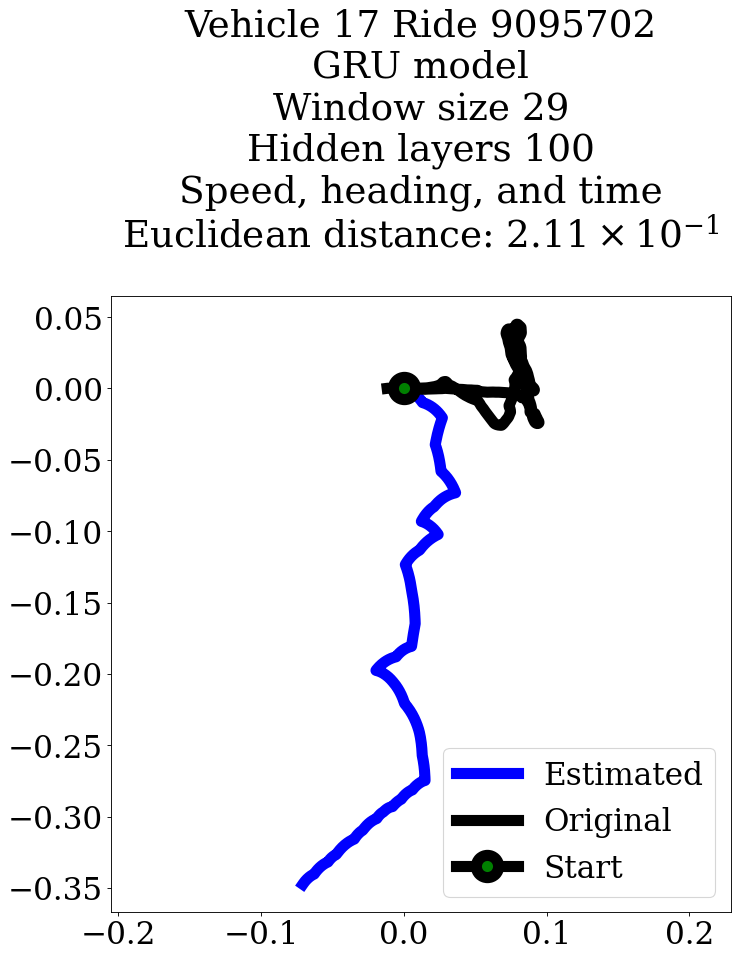 Vehicle 17 Ride 9095702
GRU model
Window size 29
Hidden layers 100
Speed, heading, and time
Euclidean distance: 2.11 × 10⁻¹
0.05
0.00
−0.05
−0.10
−0.15
−0.20
−0.25
−0.30
−0.35
Estimated
Original
Start
−0.2
−0.1
0.0
0.1
0.2